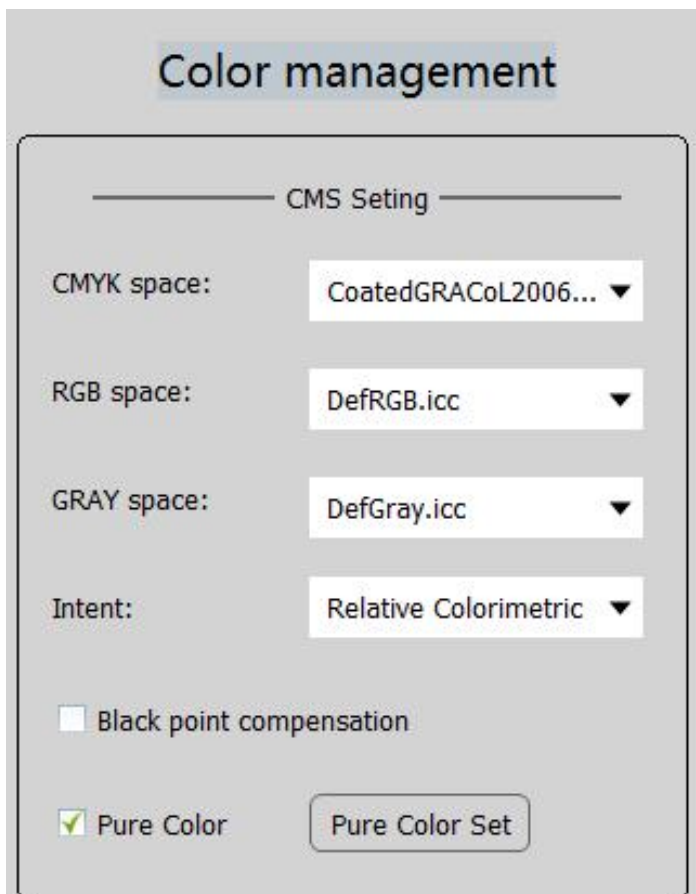 Color management
CMS Seting
CMYK space: CoatedGRACoL2006...
RGB space: DefRGB.icc
GRAY space: DefGray.icc
Intent: Relative Colorimetric
Black point compensation
Pure Color Pure Color Set